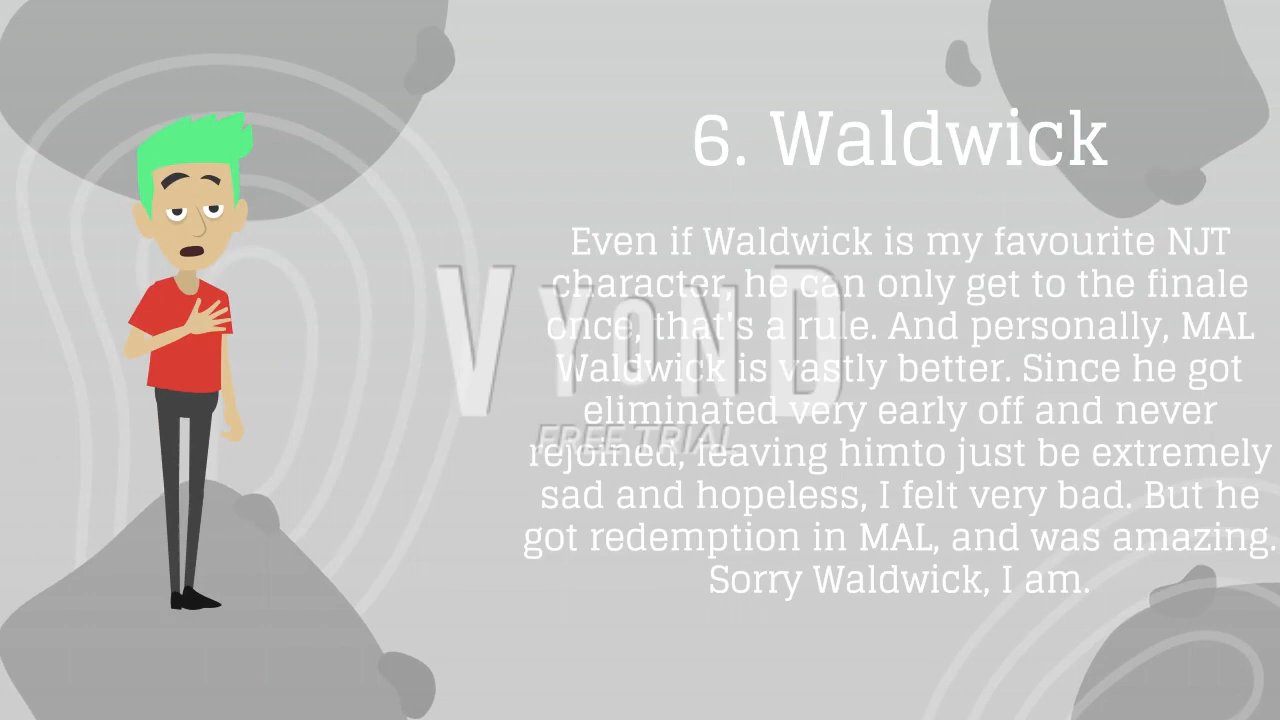 6. Waldwick
Even if Waldwick is my favourite NJT
character, he can only get to the finale
once, that's a rule. And personally, MAL
Waldwick is vastly better. Since he got
eliminated very early off and never
rejoined, leaving himto just be extremely
sad and hopeless, I felt very bad. But he
got redemption in MAL, and was amazing.
Sorry Waldwick, I am.
VYOND
FREE TRIAL